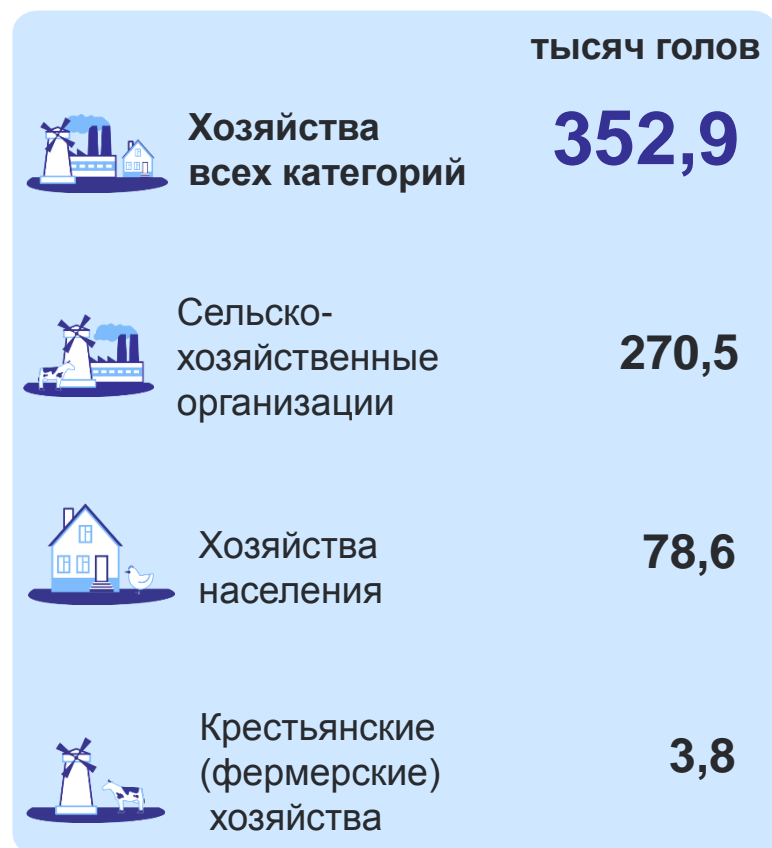 тысяч голов
Хозяйства
всех категорий
352,9
Сельско-
хозяйственные
организации
270,5
Хозяйства
населения
78,6
Крестьянские
(фермерские)
хозяйства
3,8